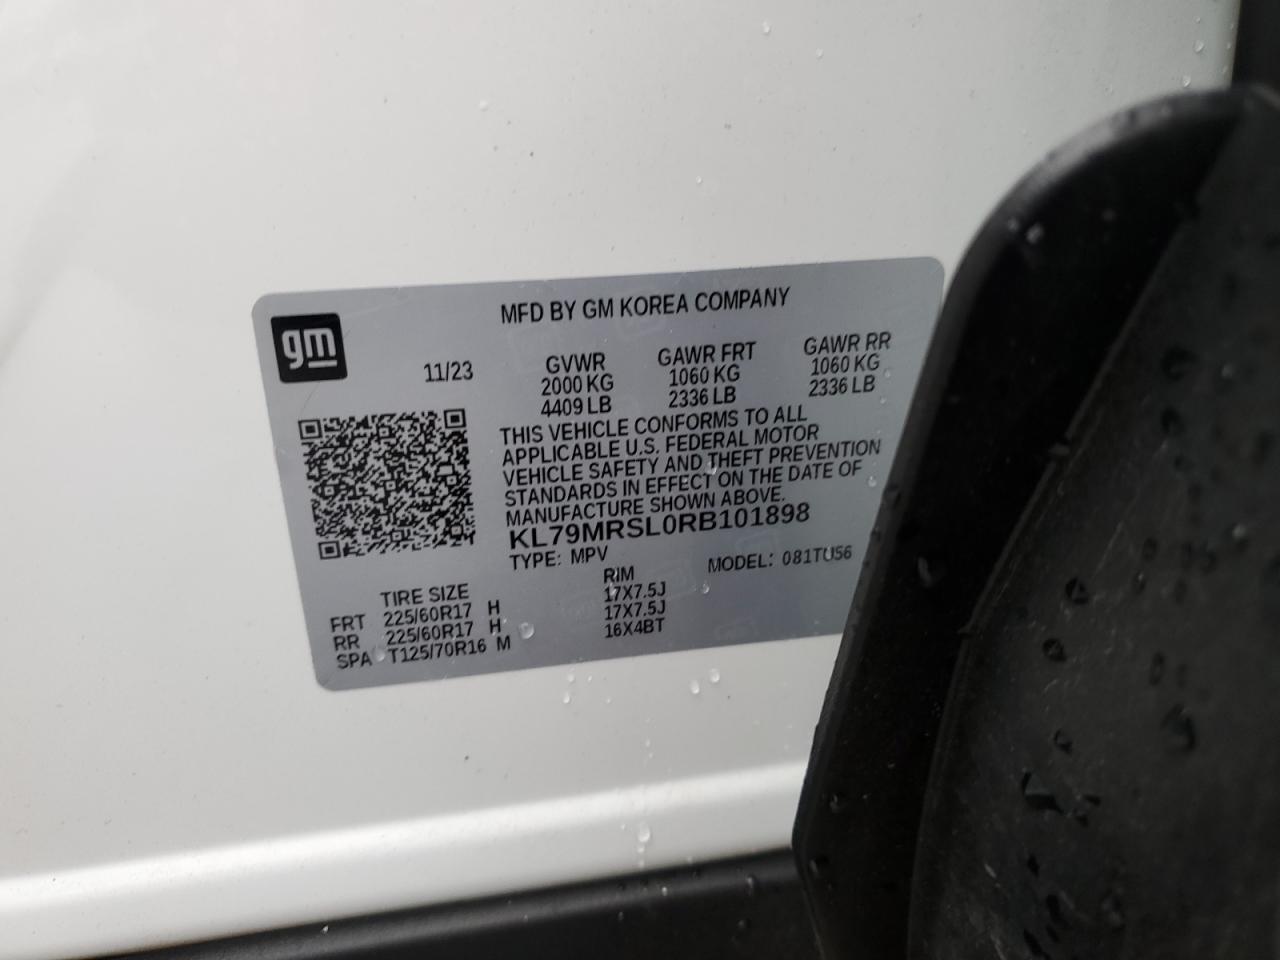 gm
MFD BY GM KOREA COMPANY
11/23
GVWR
2000 KG
4409 LB
GAWR FRT
1060 KG
2336 LB
GAWR RR
1060 KG
2336 LB
THIS VEHICLE CONFORMS TO ALL
APPLICABLE U.S. FEDERAL MOTOR
VEHICLE SAFETY AND THEFT PREVENTION
STANDARDS IN EFFECT ON THE DATE OF
MANUFACTURE SHOWN ABOVE.
KL79MRSL0RB101898
TYPE: MPV MODEL: 081TU56
TIRE SIZE RIM
FRT 225/60R17 H 17X7.5J
RR 225/60R17 H 17X7.5J
SPA T125/70R16 M 16X4BT